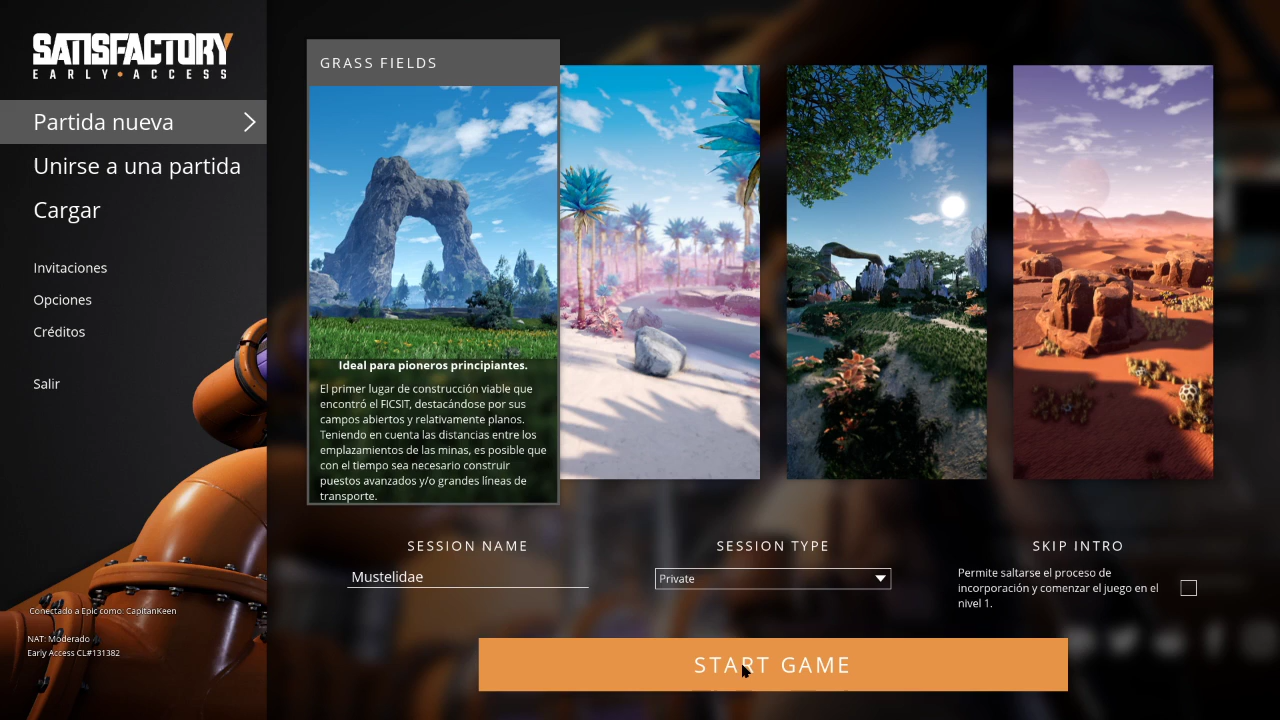 SATISFACTORY
EARLY ACCESS
Partida nueva
Unirse a una partida
Cargar
Invitaciones
Opciones
Créditos
Salir
Conectado a Epic como: CapitanKeen
NAT: Moderado
Early Access CL#131382
GRASS FIELDS
Ideal para pioneros principiantes.
El primer lugar de construcción viable que
encontró el FICSIT, destacándose por sus
campos abiertos y relativamente planos.
Teniendo en cuenta las distancias entre los
emplazamientos de las minas, es posible que
con el tiempo sea necesario construir
puestos avanzados y/o grandes líneas de
transporte.
SESSION NAME
Mustelidae
SESSION TYPE
Private
SKIP INTRO
Permite saltarse el proceso de
incorporación y comenzar el juego en el
nivel 1.
START GAME